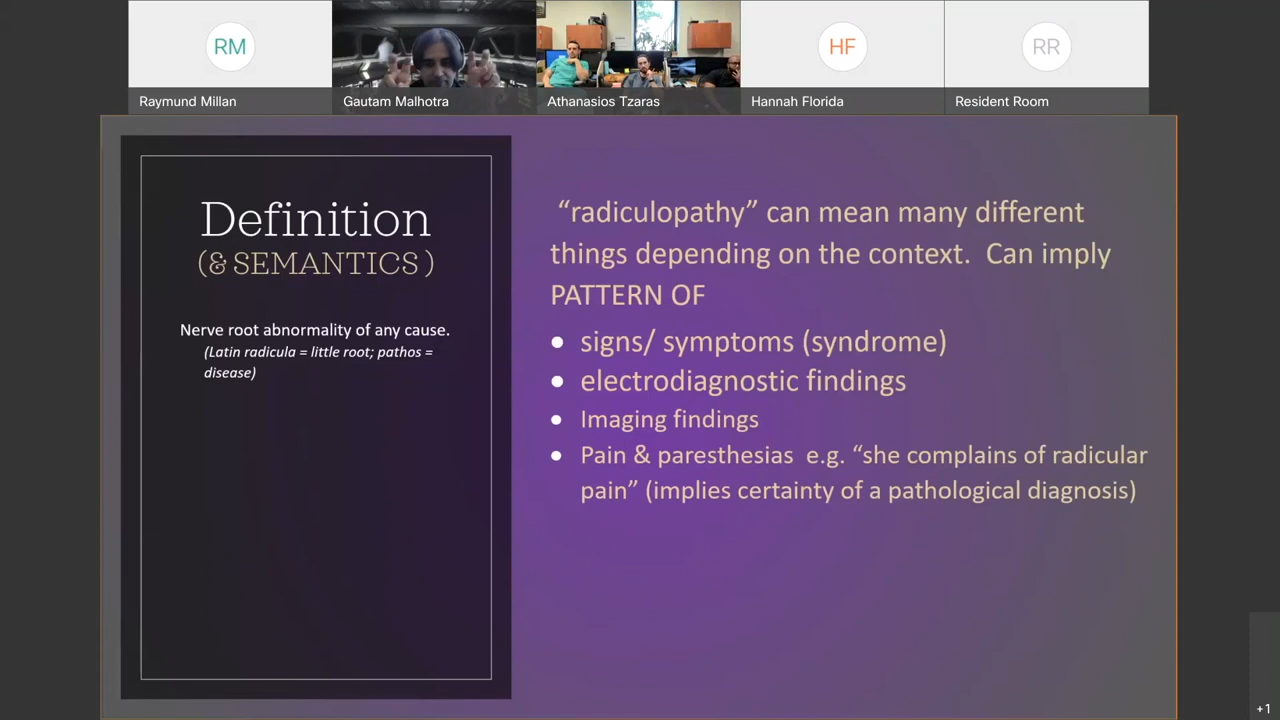 RM
HF
RR
Raymund Millan
Gautam Malhotra
Athanasios Tzaras
Hannah Florida
Resident Room
Definition
(& SEMANTICS )
Nerve root abnormality of any cause.
(Latin radicula = little root; pathos =
disease)
“radiculopathy” can mean many different
things depending on the context.  Can imply
PATTERN OF
• signs/ symptoms (syndrome)
• electrodiagnostic findings
• Imaging findings
• Pain & paresthesias  e.g. “she complains of radicular
pain” (implies certainty of a pathological diagnosis)
+1